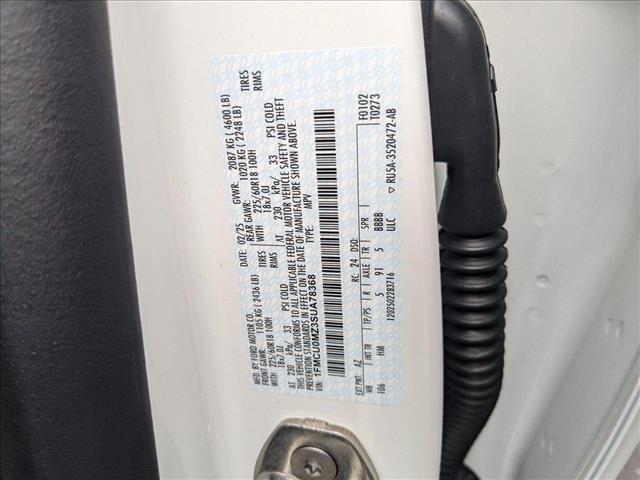 MFD BY FORD MOTOR CO.
DATE: 02/25 GVWR: 2087 KG ( 4600 LB)
FRONT GAWR: 1105 KG ( 2436 LB) REAR GAWR: 1020 KG ( 2248 LB)
WITH 225/60R18 100H TIRES WITH 225/60R18 100H TIRES
18x7.0J RIMS 18x7.0J RIMS
AT 230 kPa/ 33 PSI COLD AT 230 kPa/ 33 PSI COLD
THIS VEHICLE CONFORMS TO ALL APPLICABLE FEDERAL MOTOR VEHICLE SAFETY AND THEFT
PREVENTION STANDARDS IN EFFECT ON THE DATE OF MANUFACTURE SHOWN ABOVE.
1FMCU0MZ3SUA78368 TYPE: MPV
F0102
T0273
EXT PNT: AZ RC: 24 DSO:
WB INT TR TP/PS R AXLE TR SPR
106 HM 5 91 5 BBBB
1202502283716 ULC
▽ RU5A-3520472-AB